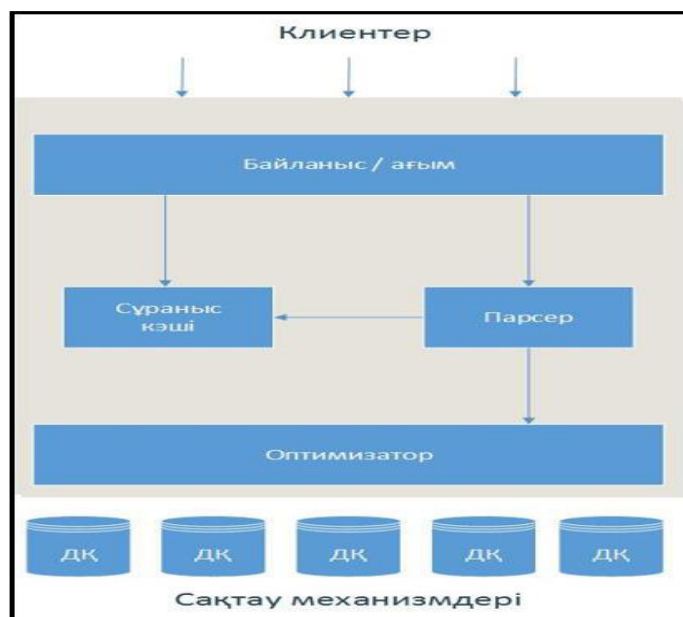 Клиентер
Байланыс / ағым
Сұраныс
кэші
Парсер
Оптимизатор
ДҚ ДҚ ДҚ ДҚ ДҚ
Сақтау механизмдері